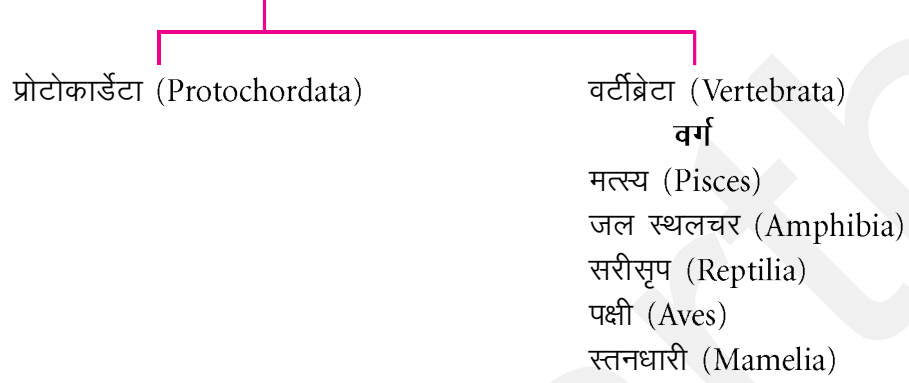 प्रोटोकार्डेटा (Protochordata)
वर्टीब्रेटा (Vertebrata)
वर्ग
मत्स्य (Pisces)
जल स्थलचर (Amphibia)
सरीसृप (Reptilia)
पक्षी (Aves)
स्तनधारी (Mamelia)